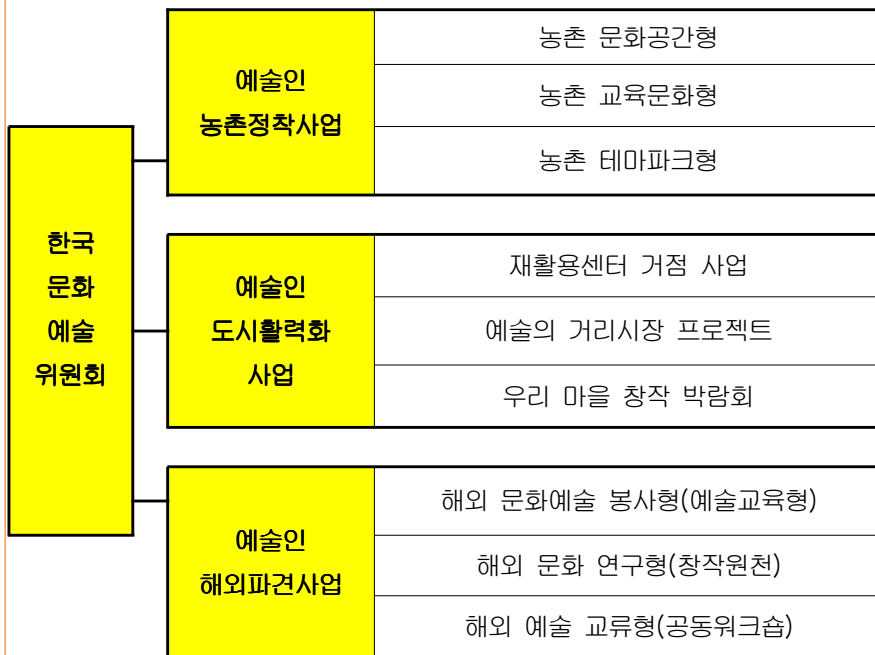 한국
문화
예술
위원회
예술인
농촌정착사업
농촌 문화공간형
농촌 교육문화형
농촌 테마파크형
예술인
도시활력화
사업
재활용센터 거점 사업
예술의 거리시장 프로젝트
우리 마을 창작 박람회
예술인
해외파견사업
해외 문화예술 봉사형(예술교육형)
해외 문화 연구형(창작원천)
해외 예술 교류형(공동워크숍)